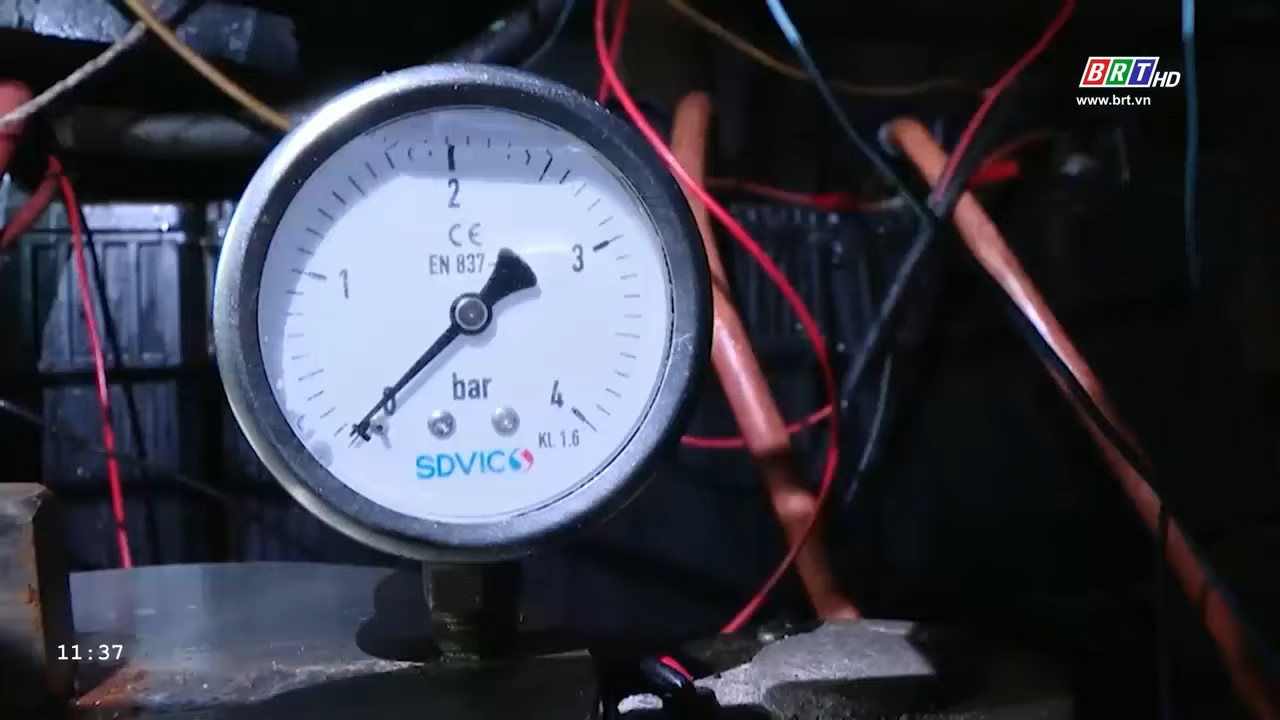 BRT HD
www.brt.vn
2
CE
EN 837-
1
3
0
bar
4
KL 1.6
SDVICO
11:37